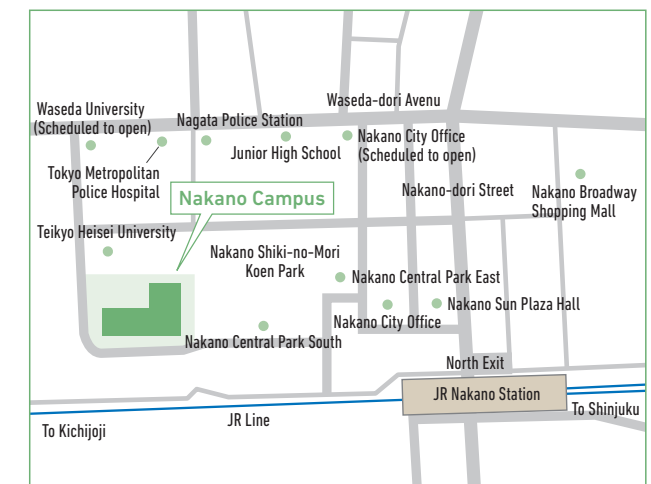 Waseda-dori Avenu
Waseda University
(Scheduled to open)
Nagata Police Station
Junior High School
Nakano City Office
(Scheduled to open)
Tokyo Metropolitan
Police Hospital
Nakano Campus
Nakano-dori Street
Nakano Broadway
Shopping Mall
Teikyo Heisei University
Nakano Shiki-no-Mori
Koen Park
Nakano Central Park East
Nakano Sun Plaza Hall
Nakano City Office
Nakano Central Park South
North Exit
JR Nakano Station
To Shinjuku
JR Line
To Kichijoji